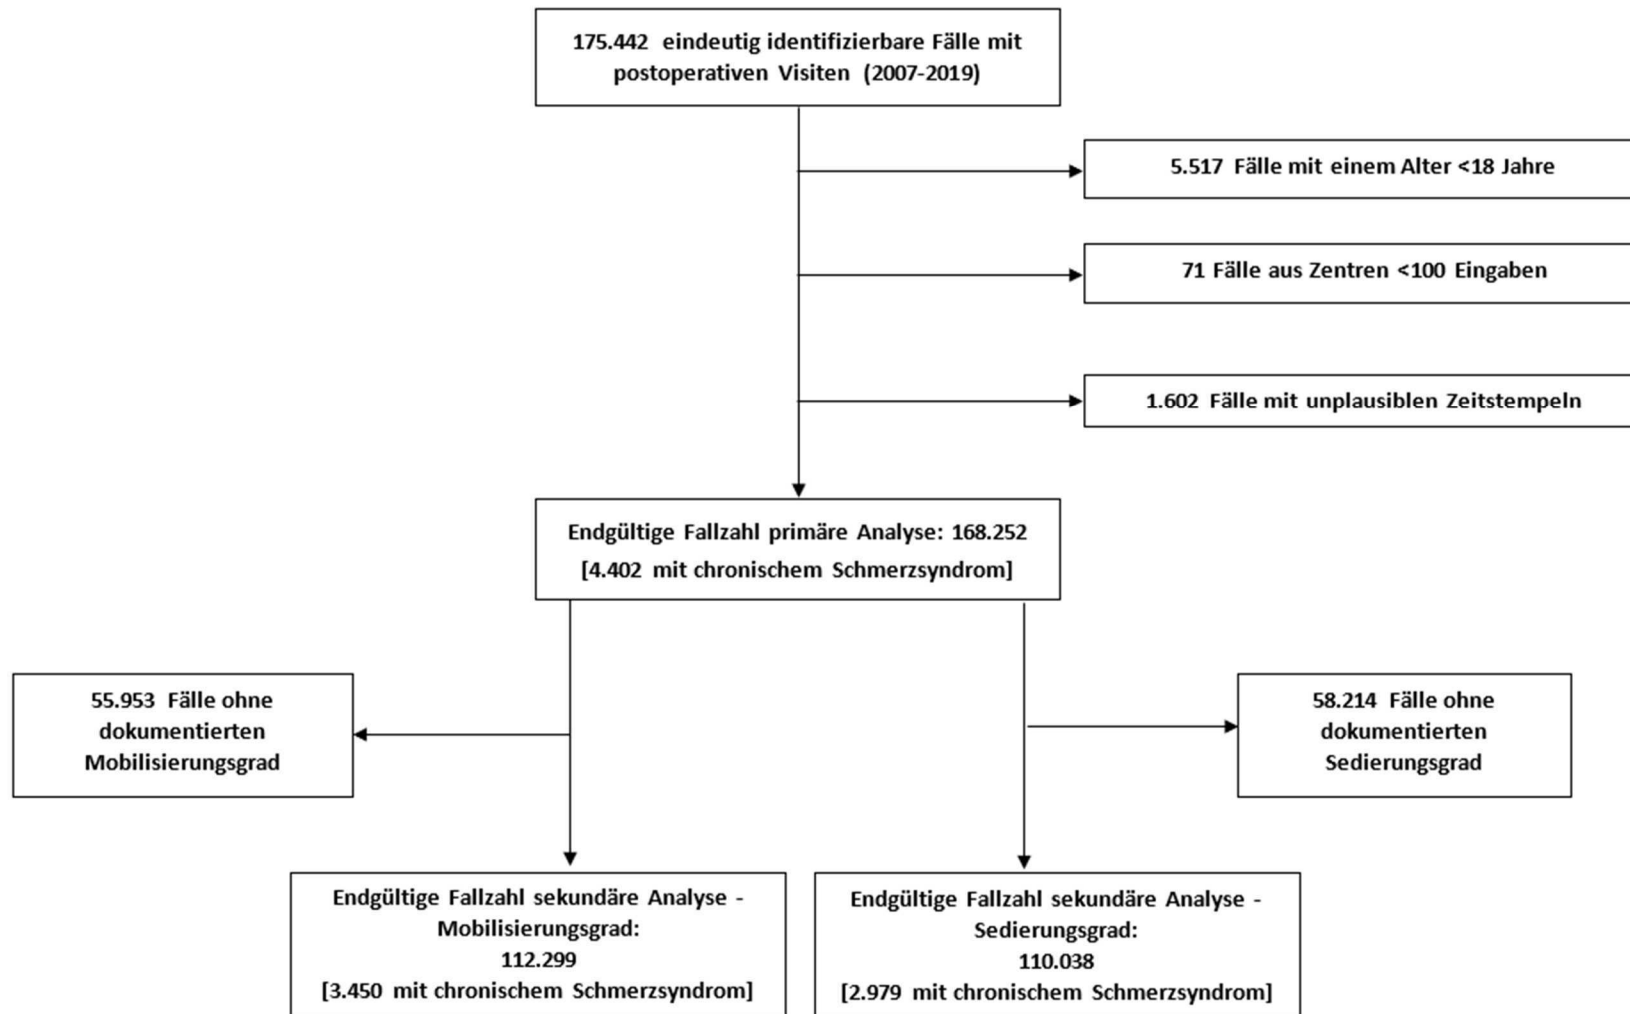 175.442 eindeutig identifizierbare Fälle mit
postoperativen Visiten (2007-2019)
5.517 Fälle mit einem Alter <18 Jahre
71 Fälle aus Zentren <100 Eingaben
1.602 Fälle mit unplausiblen Zeitstempeln
Endgültige Fallzahl primäre Analyse: 168.252
[4.402 mit chronischem Schmerzsyndrom]
55.953 Fälle ohne
dokumentierten
Mobilisierungsgrad
58.214 Fälle ohne
dokumentierten
Sedierungsgrad
Endgültige Fallzahl sekundäre Analyse -
Mobilisierungsgrad:
112.299
[3.450 mit chronischem Schmerzsyndrom]
Endgültige Fallzahl sekundäre Analyse -
Sedierungsgrad:
110.038
[2.979 mit chronischem Schmerzsyndrom]